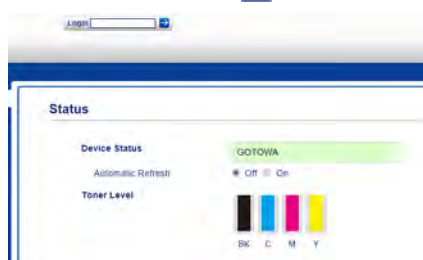 Login
Status
Device Status GOTOWA
Automatic Refresh Off On
Toner Level
BK C M Y